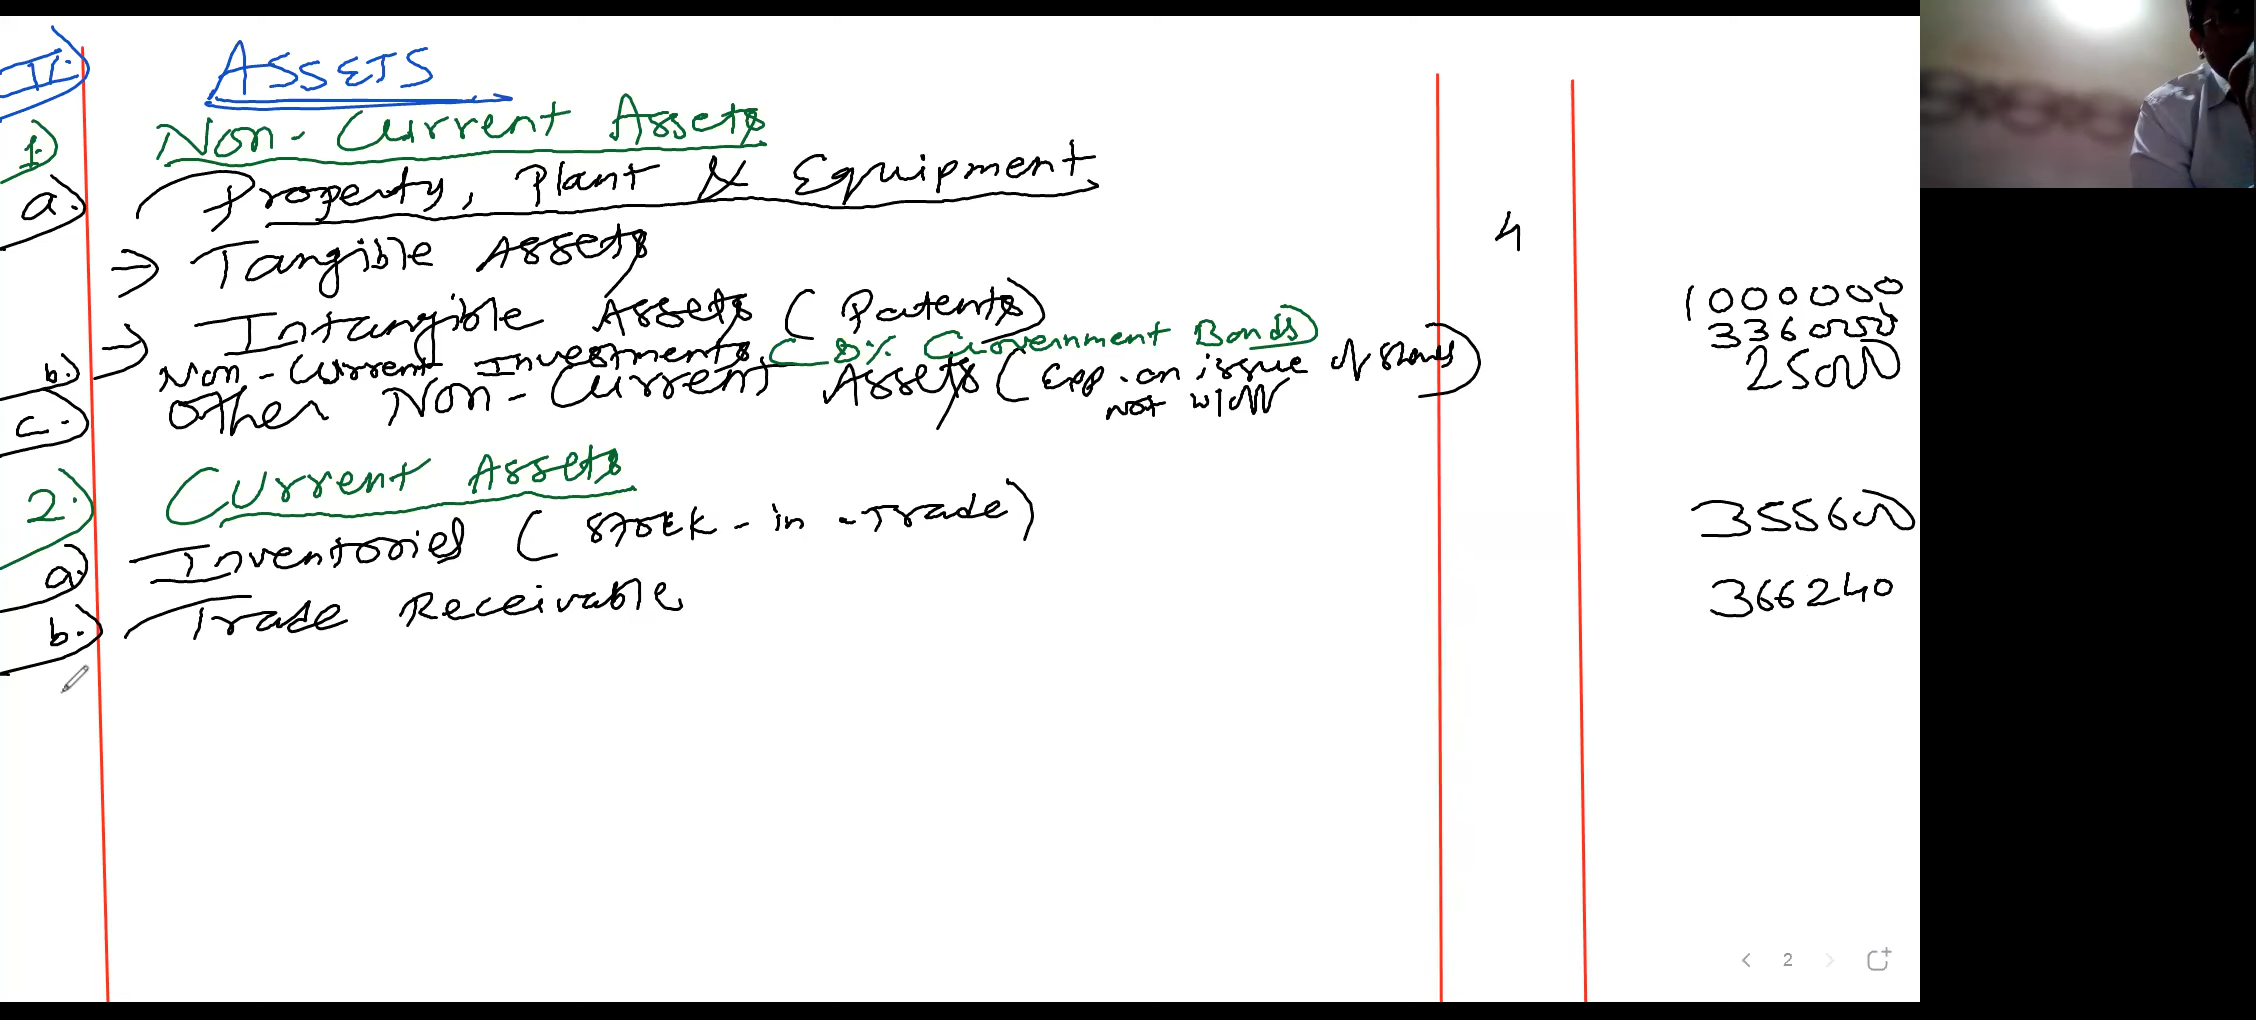 II. ASSETS
1) Non-Current Assets
a. Property, Plant & Equipment
→ Tangible Assets 4
→ Intangible Assets (Patents) 1000000
b.) Non-Current Investments (8% Government Bonds) 336000
c. Other Non-Current Assets (Exp. on issue of shares not w/off) 25000
2. Current Assets
a) Inventories (Stock-in-Trade) 355600
b. Trade Receivable 366240
2